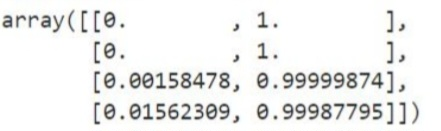 array([[0.        , 1.        ],
       [0.        , 1.        ],
       [0.00158478, 0.99999874],
       [0.01562309, 0.99987795]])